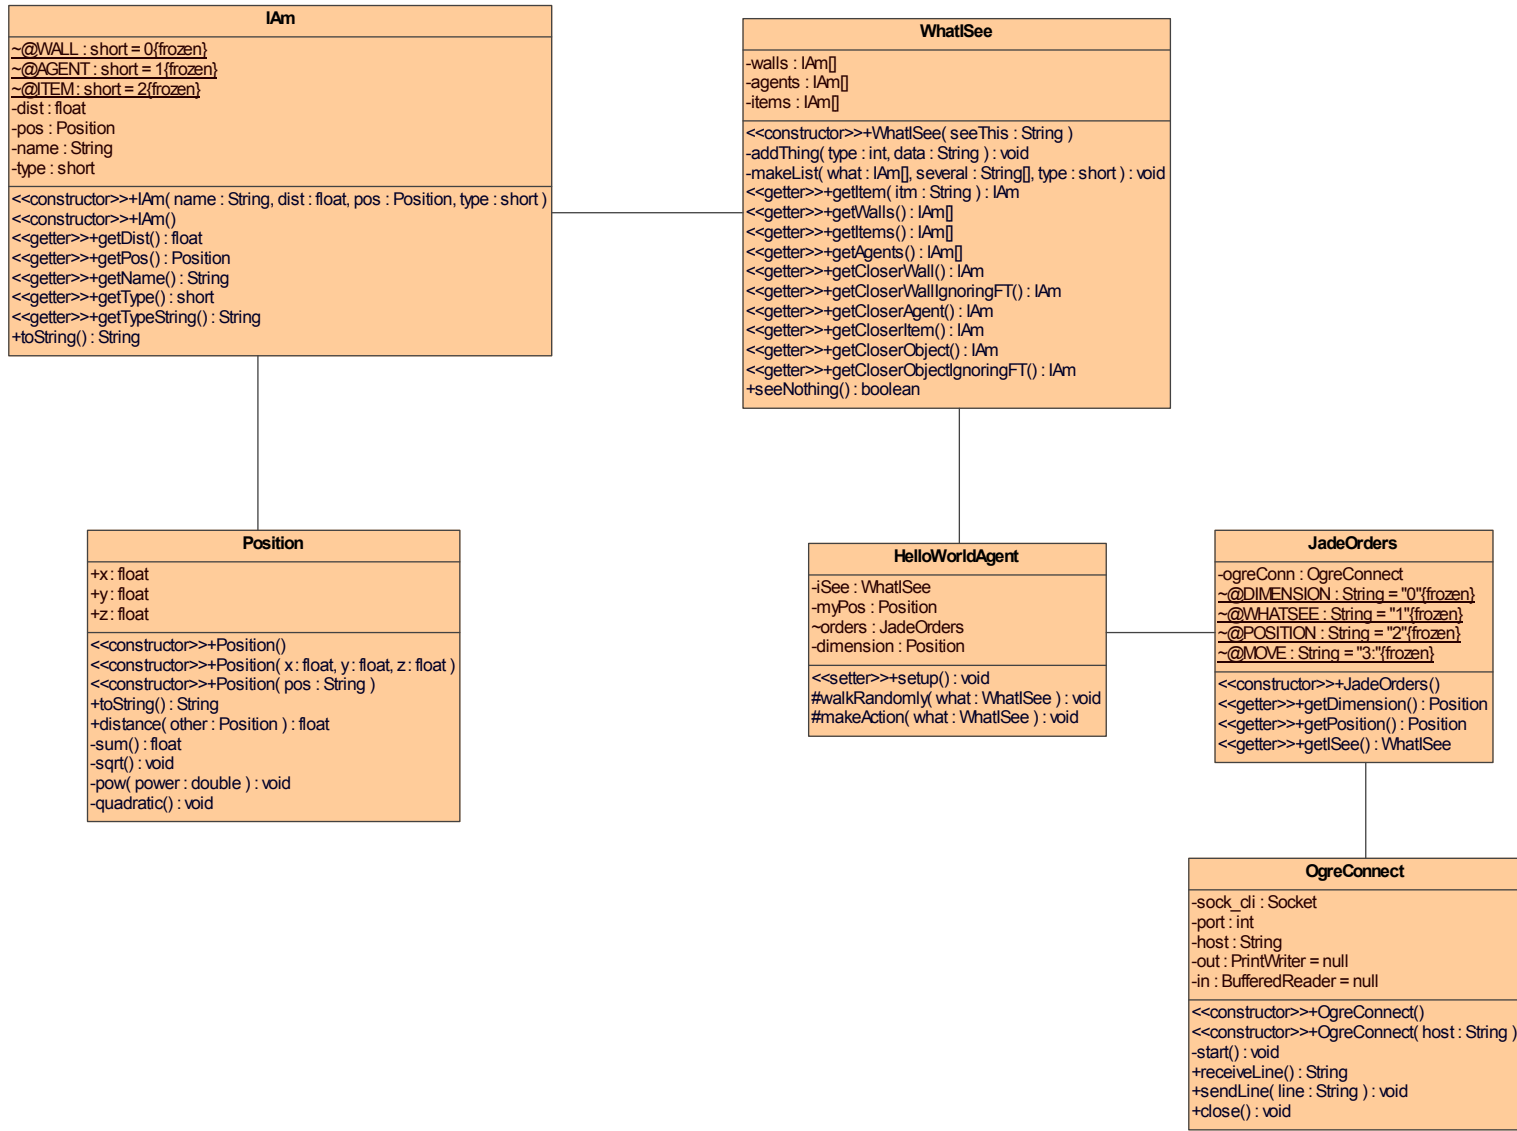 IAm
~@WALL : short = 0{frozen}
~@AGENT : short = 1{frozen}
~@ITEM : short = 2{frozen}
-dist : float
-pos : Position
-name : String
-type : short
<<constructor>>+IAm( name : String, dist : float, pos : Position, type : short )
<<constructor>>+IAm()
<<getter>>+getDist() : float
<<getter>>+getPos() : Position
<<getter>>+getName() : String
<<getter>>+getType() : short
<<getter>>+getTypeString() : String
+toString() : String
WhatISee
-walls : IAm[]
-agents : IAm[]
-items : IAm[]
<<constructor>>+WhatISee( seeThis : String )
-addThing( type : int, data : String ) : void
-makeList( what : IAm[], several : String[], type : short ) : void
<<getter>>+getItem( itm : String ) : IAm
<<getter>>+getWalls() : IAm[]
<<getter>>+getItems() : IAm[]
<<getter>>+getAgents() : IAm[]
<<getter>>+getCloserWall() : IAm
<<getter>>+getCloserWallIgnoringFT() : IAm
<<getter>>+getCloserAgent() : IAm
<<getter>>+getCloserItem() : IAm
<<getter>>+getCloserObject() : IAm
<<getter>>+getCloserObjectIgnoringFT() : IAm
+seeNothing() : boolean
Position
+x : float
+y : float
+z : float
<<constructor>>+Position()
<<constructor>>+Position( x : float, y : float, z : float )
<<constructor>>+Position( pos : String )
+toString() : String
+distance( other : Position ) : float
-sum() : float
-sqrt() : void
-pow( power : double ) : void
-quadratic() : void
HelloWorldAgent
-iSee : WhatISee
-myPos : Position
~orders : JadeOrders
-dimension : Position
<<setter>>+setup() : void
#walkRandomly( what : WhatISee ) : void
#makeAction( what : WhatISee ) : void
JadeOrders
-ogreConn : OgreConnect
~@DIMENSION : String = "0"{frozen}
~@WHATSEE : String = "1"{frozen}
~@POSITION : String = "2"{frozen}
~@MOVE : String = "3:"{frozen}
<<constructor>>+JadeOrders()
<<getter>>+getDimension() : Position
<<getter>>+getPosition() : Position
<<getter>>+getISee() : WhatISee
OgreConnect
-sock_cli : Socket
-port : int
-host : String
-out : PrintWriter = null
-in : BufferedReader = null
<<constructor>>+OgreConnect()
<<constructor>>+OgreConnect( host : String )
-start() : void
+receiveLine() : String
+sendLine( line : String ) : void
+close() : void